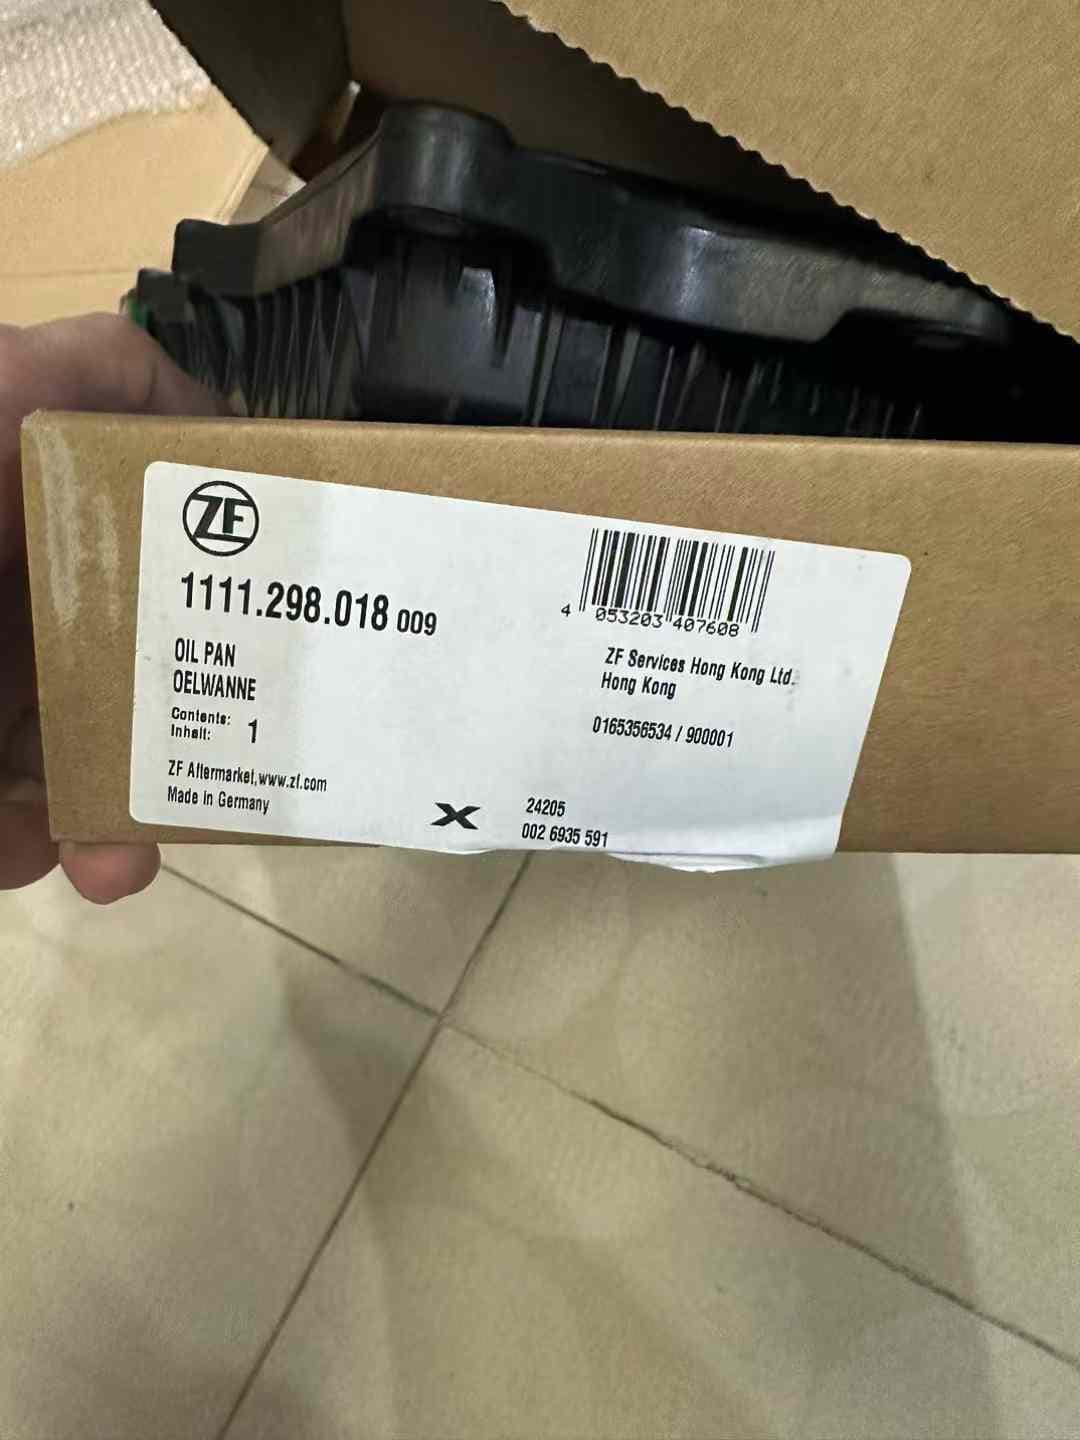 ZF
1111.298.018 009
OIL PAN
OELWANNE
Contents:
Inhalt: 1
ZF Aftermarket,www.zf.com
Made in Germany
X
4 053203 407608
ZF Services Hong Kong Ltd.
Hong Kong
0165356534 / 900001
24205
002 6935 591